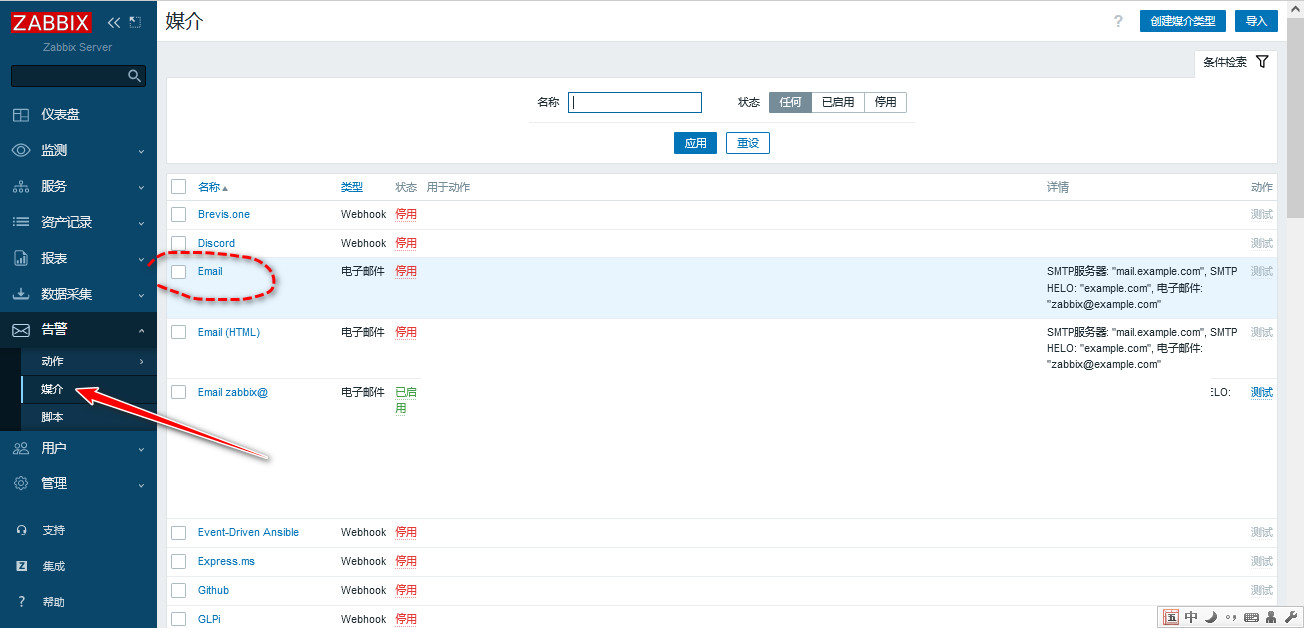 ZABBIX
Zabbix Server
仪表盘
监测
服务
资产记录
报表
数据采集
告警
动作
媒介
脚本
用户
管理
支持
集成
? 帮助
媒介
? 创建媒介类型 导入
条件检索
名称 状态 任何 已启用 停用
应用 重设
名称 类型 状态 用于动作 详情 动作
Brevis.one Webhook 停用 测试
Discord Webhook 停用
Email 电子邮件 停用 SMTP服务器: "mail.example.com", SMTP 测试
HELO: "example.com", 电子邮件:
"zabbix@example.com"
Email (HTML) 电子邮件 停用 SMTP服务器: "mail.example.com", SMTP 测试
HELO: "example.com", 电子邮件:
"zabbix@example.com"
Email zabbix@ 电子邮件 已启 ELO: 测试
用
Event-Driven Ansible Webhook 停用 测试
Express.ms Webhook 停用 测试
Github Webhook 停用 测试
GLPi Webhook 停用 测试
五 中